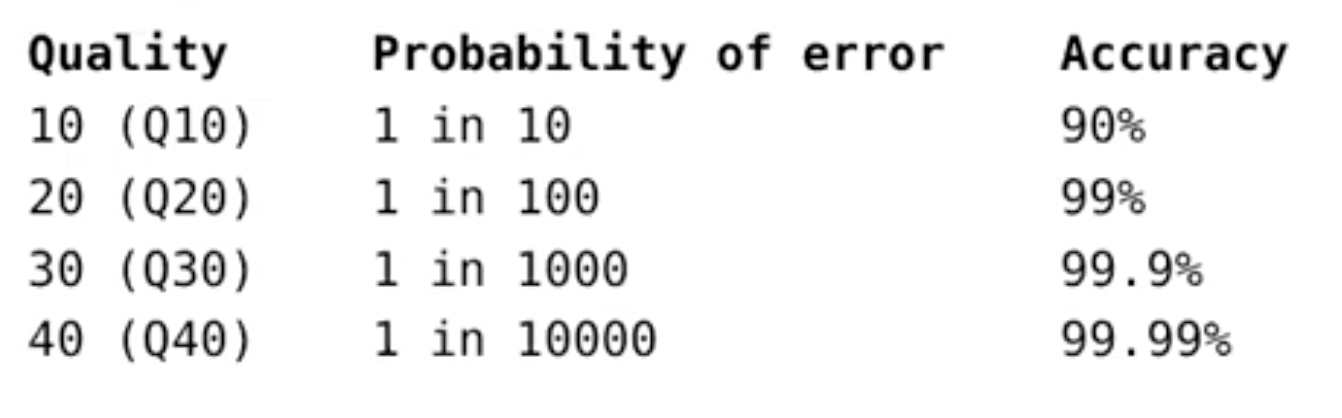 Quality Probability of error Accuracy
10 (Q10) 1 in 10 90%
20 (Q20) 1 in 100 99%
30 (Q30) 1 in 1000 99.9%
40 (Q40) 1 in 10000 99.99%